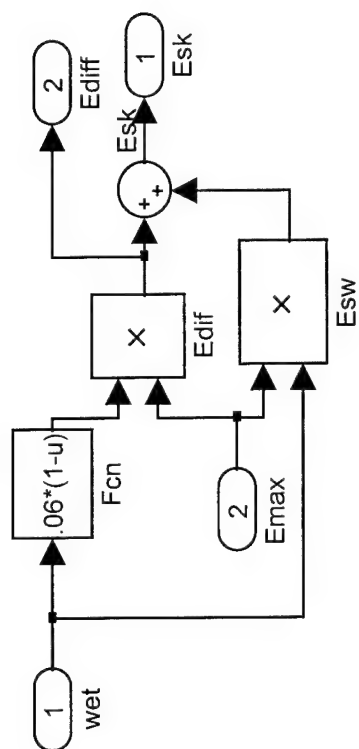 1
wet
.06*(1-u)
Fcn
2
Emax
×
Edif
×
Esw
+
+
Esk
2
Ediff
1
Esk